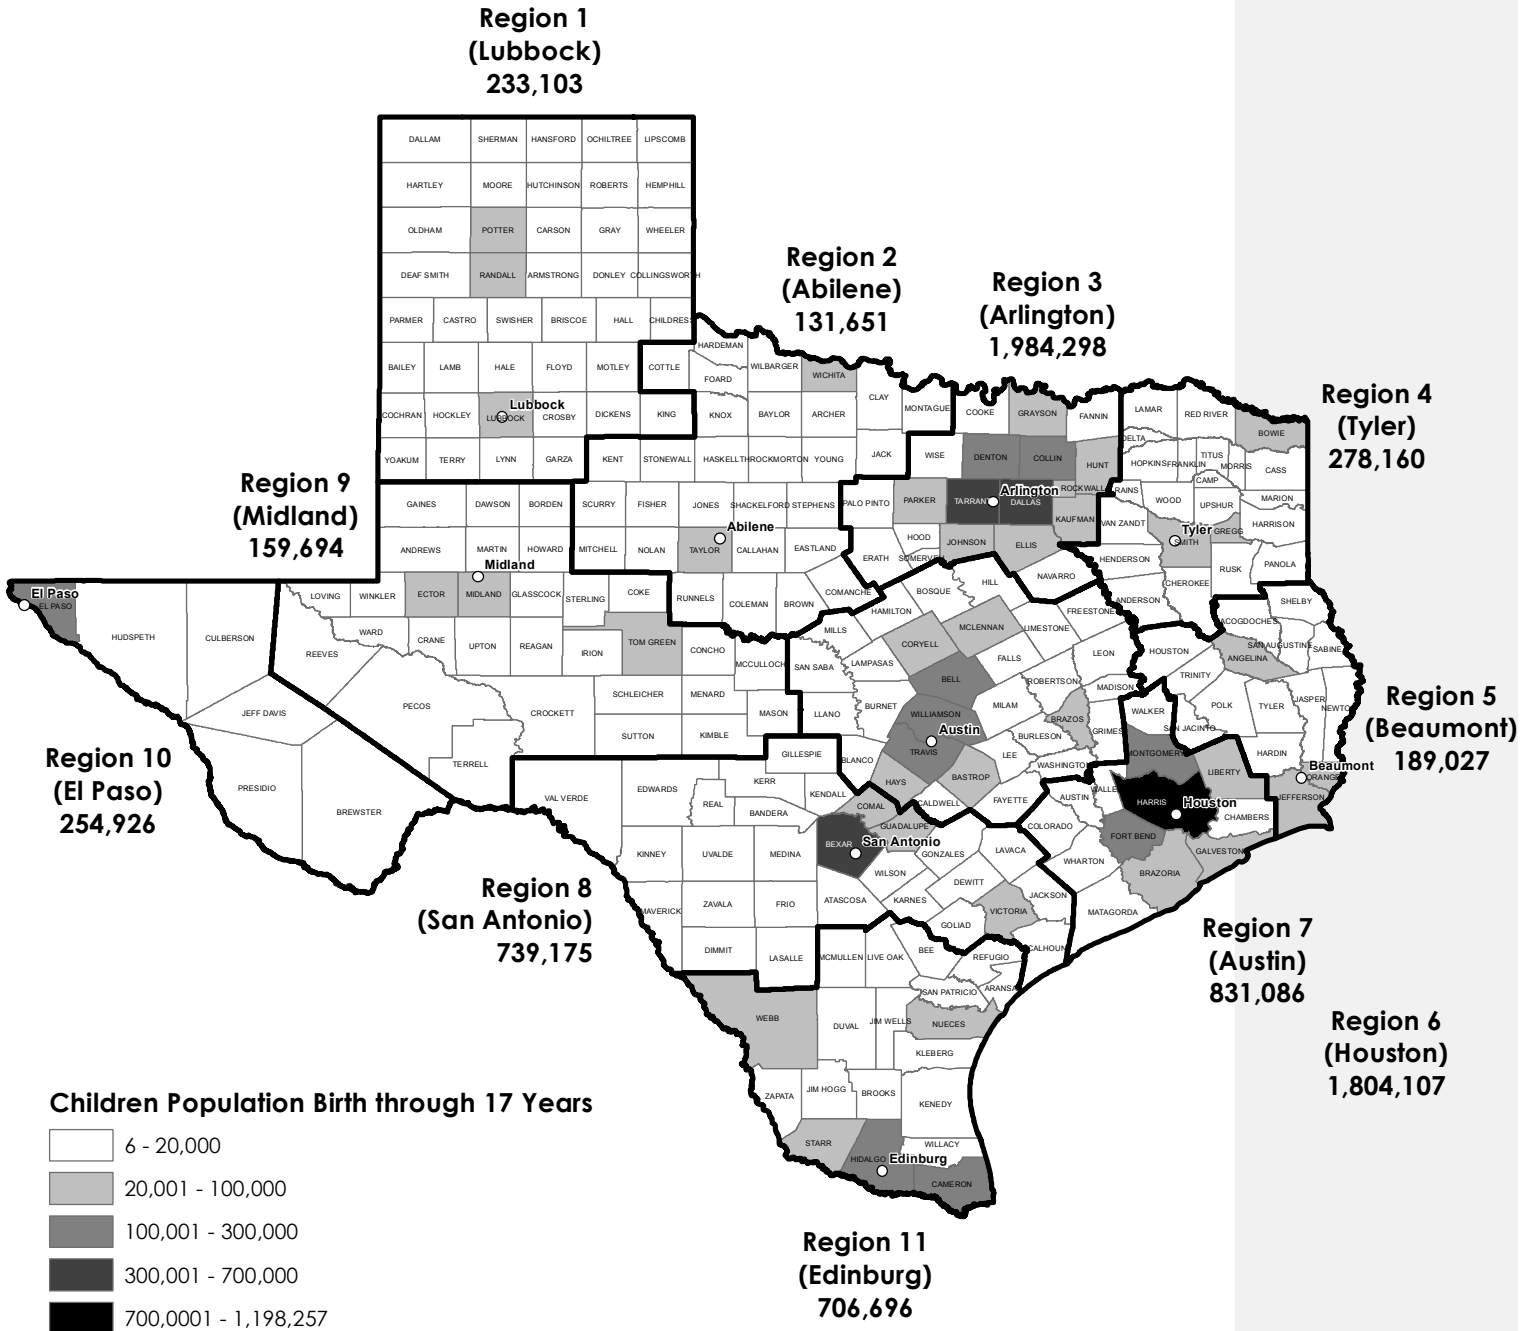 Region 1
(Lubbock)
233,103
Region 2
(Abilene)
131,651
Region 3
(Arlington)
1,984,298
Region 4
(Tyler)
278,160
Region 9
(Midland)
159,694
Region 10
(El Paso)
254,926
Region 5
(Beaumont)
189,027
Region 8
(San Antonio)
739,175
Region 7
(Austin)
831,086
Region 6
(Houston)
1,804,107
Region 11
(Edinburg)
706,696
DALLAM SHERMAN HANSFORD OCHILTREE LIPSCOMB
HARTLEY MOORE HUTCHINSON ROBERTS HEMPHILL
OLDHAM POTTER CARSON GRAY WHEELER
DEAF SMITH RANDALL ARMSTRONG DONLEY COLLINGSWORTH
PARMER CASTRO SWISHER BRISCOE HALL CHILDRESS
HARDEMAN
BAILEY LAMB HALE FLOYD MOTLEY COTTLE FOARD WILBARGER WICHITA
CLAY MONTAGUE COOKE GRAYSON FANNIN LAMAR RED RIVER BOWIE
Lubbock
COCHRAN HOCKLEY LUBBOCK CROSBY DICKENS KING KNOX BAYLOR ARCHER
DELTA HOPKINS FRANKLIN TITUS MORRIS CASS
YOAKUM TERRY LYNN GARZA KENT STONEWALL HASKELL THROCKMORTON YOUNG JACK WISE DENTON COLLIN HUNT
ROCKWALL RAINS WOOD CAMP UPSHUR MARION
Arlington
GAINES DAWSON BORDEN SCURRY FISHER JONES SHACKELFORD STEPHENS PALO PINTO PARKER TARRANT DALLAS KAUFMAN VAN ZANDT
Abilene
Tyler
SMITH GREGG HARRISON
ANDREWS MARTIN HOWARD MITCHELL NOLAN TAYLOR CALLAHAN EASTLAND ERATH HOOD SOMERVELL JOHNSON ELLIS HENDERSON RUSK PANOLA
Midland
El Paso
EL PASO HUDSPETH CULBERSON
LOVING WINKLER ECTOR MIDLAND GLASSCOCK STERLING COKE RUNNELS COLEMAN BROWN COMANCHE
BOSQUE HILL NAVARRO ANDERSON CHEROKEE SHELBY
HAMILTON FREESTONE
REEVES WARD CRANE UPTON REAGAN IRION TOM GREEN CONCHO MCCULLOCH SAN SABA MILLS
LAMPASAS CORYELL MCLENNAN LIMESTONE
NACOGDOCHES SAN AUGUSTINE SABINE
BELL FALLS LEON HOUSTON ANGELINA
ROBERTSON MADISON TRINITY
JEFF DAVIS PECOS CROCKETT SCHLEICHER MENARD MASON LLANO BURNET WILLIAMSON MILAM BRAZOS GRIMES WALKER POLK TYLER JASPER NEWTON
SUTTON KIMBLE
Austin
TRAVIS BURLESON LEE WASHINGTON SAN JACINTO HARDIN
PRESIDIO BREWSTER TERRELL
VAL VERDE EDWARDS GILLESPIE KERR REAL BANDERA KENDALL BLANCO HAYS BASTROP CALDWELL FAYETTE AUSTIN WALLER MONTGOMERY LIBERTY
Beaumont
ORANGE
JEFFERSON
Houston
HARRIS CHAMBERS
COMAL GUADALUPE
COLORADO FORT BEND GALVESTON
San Antonio
KINNEY UVALDE MEDINA BEXAR GONZALES LAVACA WHARTON BRAZORIA
WILSON DEWITT JACKSON MATAGORDA
MAVERICK ZAVALA FRIO ATASCOSA KARNES VICTORIA
GOLIAD CALHOUN
DIMMIT LASALLE MCMULLEN LIVE OAK BEE REFUGIO
SAN PATRICIO ARANSAS
WEBB DUVAL JIM WELLS NUECES
KLEBERG
ZAPATA JIM HOGG BROOKS KENEDY
STARR WILLACY
Edinburg
HIDALGO
CAMERON
Children Population Birth through 17 Years
6 - 20,000
20,001 - 100,000
100,001 - 300,000
300,001 - 700,000
700,0001 - 1,198,257